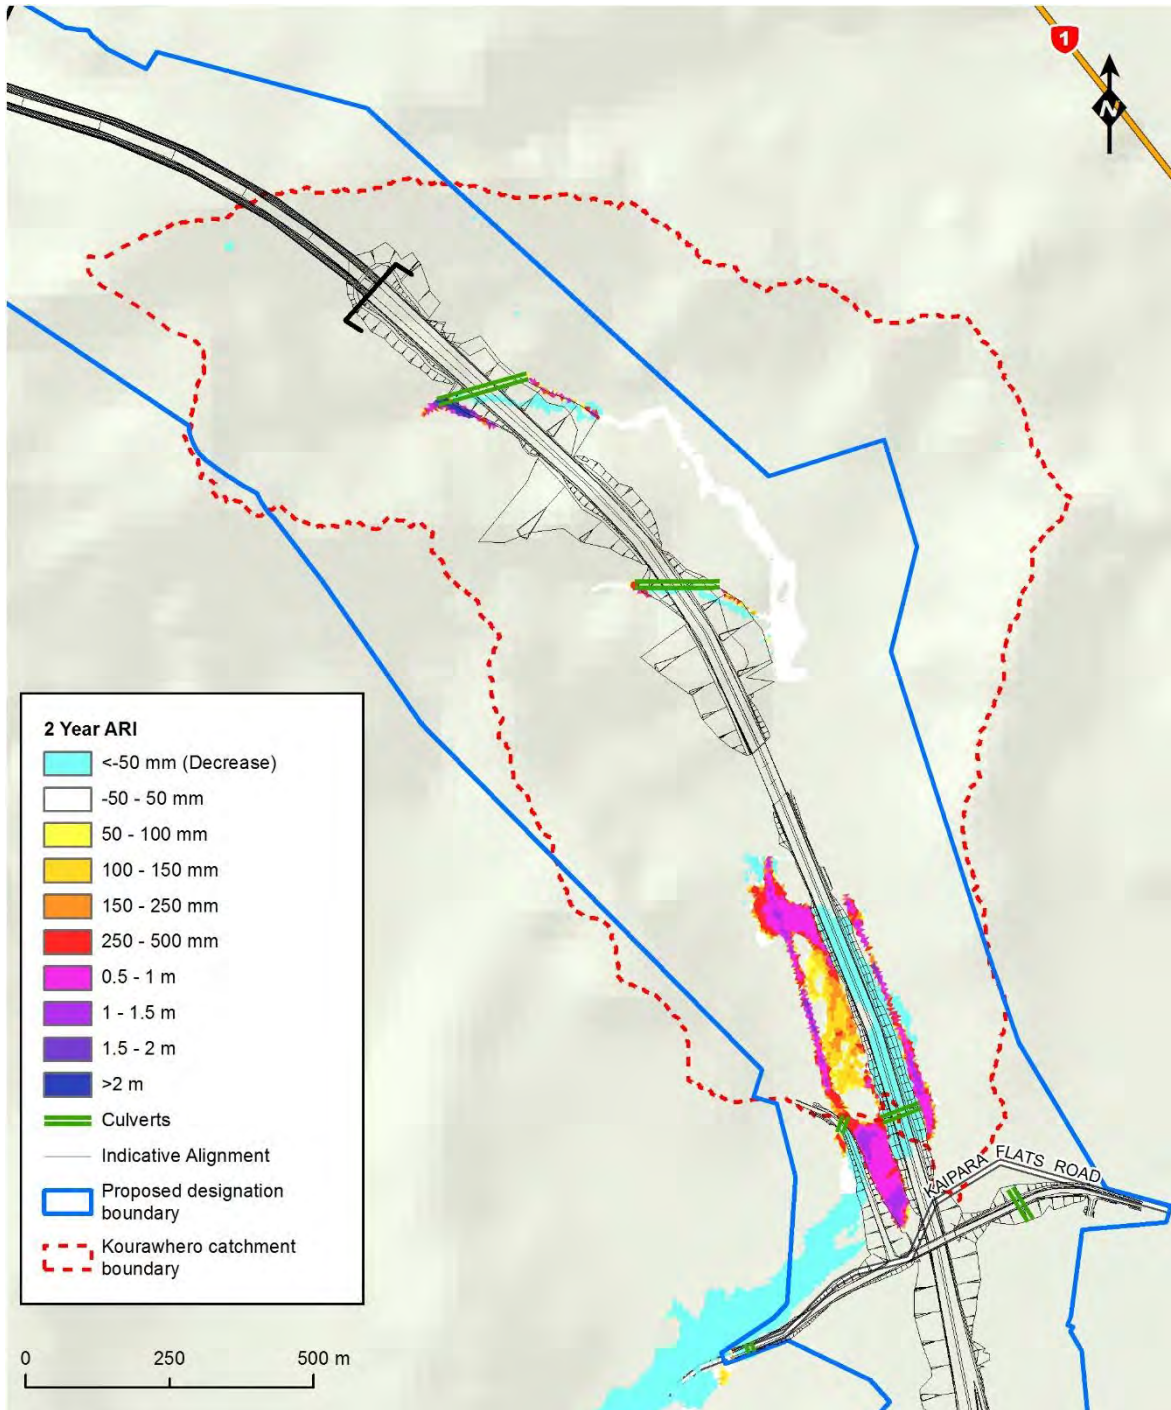 1
N
2 Year ARI
<-50 mm (Decrease)
-50 - 50 mm
50 - 100 mm
100 - 150 mm
150 - 250 mm
250 - 500 mm
0.5 - 1 m
1 - 1.5 m
1.5 - 2 m
>2 m
Culverts
Indicative Alignment
Proposed designation
boundary
Kourawhero catchment
boundary
KAIPARA FLATS ROAD
0 250 500 m